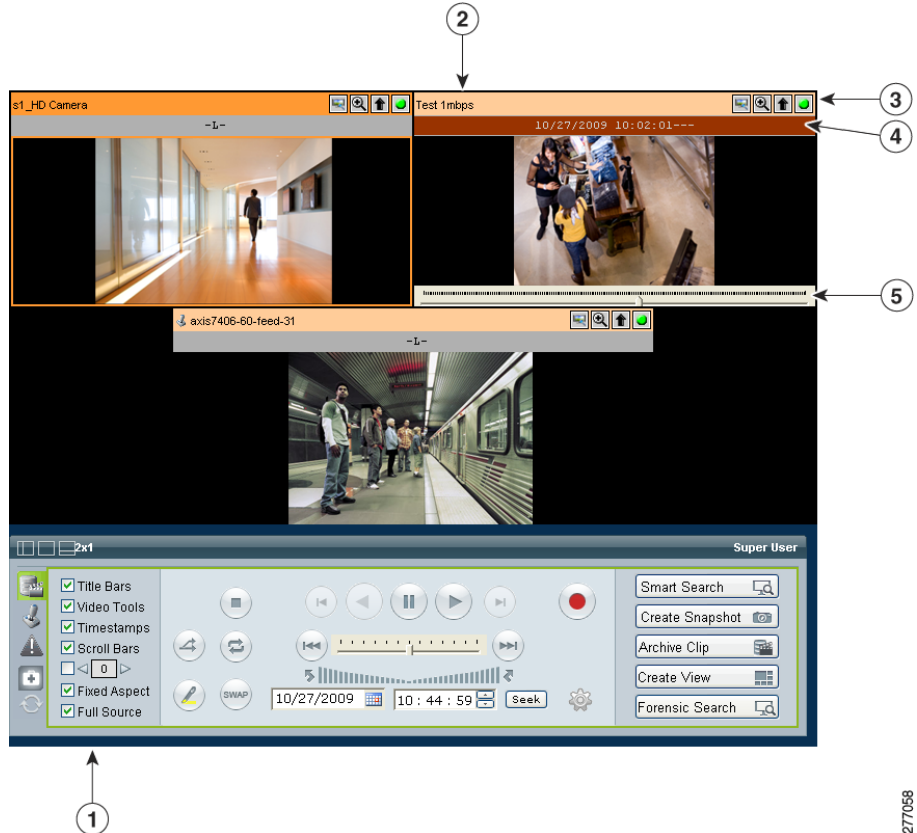 2
s1_HD Camera
Test 1mbps
3
-L-
10/27/2009 10:02:01---
4
5
axis7406-60-feed-31
-L-
2x1
Super User
Title Bars
Video Tools
Timestamps
Scroll Bars
0
Fixed Aspect
Full Source
SWAP
10/27/2009
10 : 44 : 59
Seek
Smart Search
Create Snapshot
Archive Clip
Create View
Forensic Search
1
277058